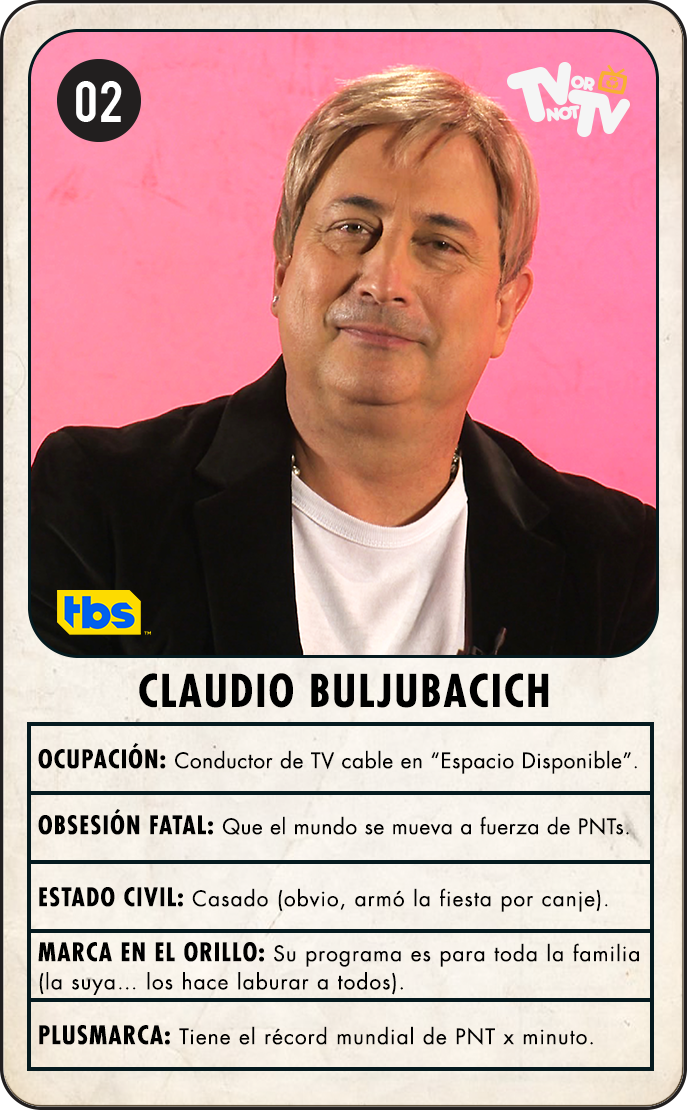 02
TV OR
NOT TV
tbs™
CLAUDIO BULJUBACICH
OCUPACIÓN: Conductor de TV cable en “Espacio Disponible”.
OBSESIÓN FATAL: Que el mundo se mueva a fuerza de PNTs.
ESTADO CIVIL: Casado (obvio, armó la fiesta por canje).
MARCA EN EL ORILLO: Su programa es para toda la familia
(la suya... los hace laburar a todos).
PLUSMARCA: Tiene el récord mundial de PNT x minuto.